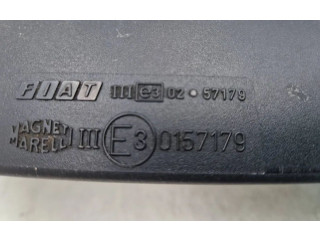 FIAT III e3 02 • 57179
MAGNETI
MARELLI III E3 0157179